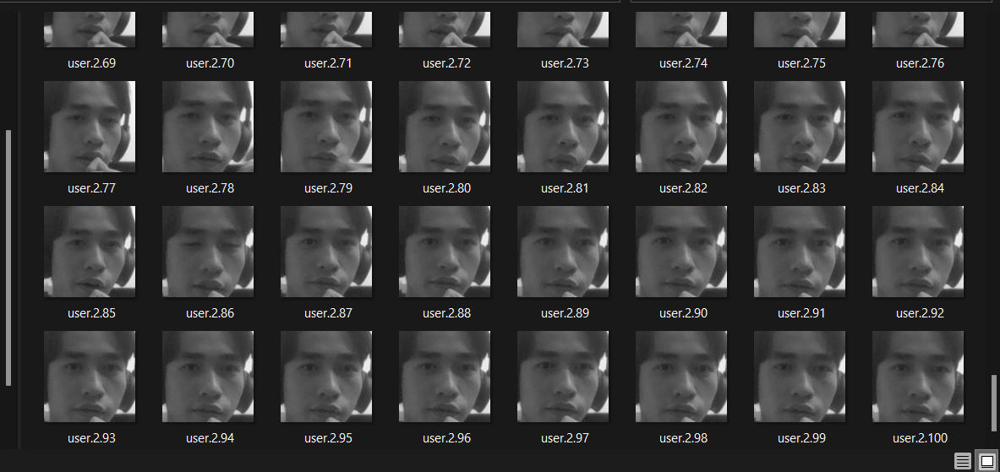 user.2.69 user.2.70 user.2.71 user.2.72 user.2.73 user.2.74 user.2.75 user.2.76
user.2.77 user.2.78 user.2.79 user.2.80 user.2.81 user.2.82 user.2.83 user.2.84
user.2.85 user.2.86 user.2.87 user.2.88 user.2.89 user.2.90 user.2.91 user.2.92
user.2.93 user.2.94 user.2.95 user.2.96 user.2.97 user.2.98 user.2.99 user.2.100